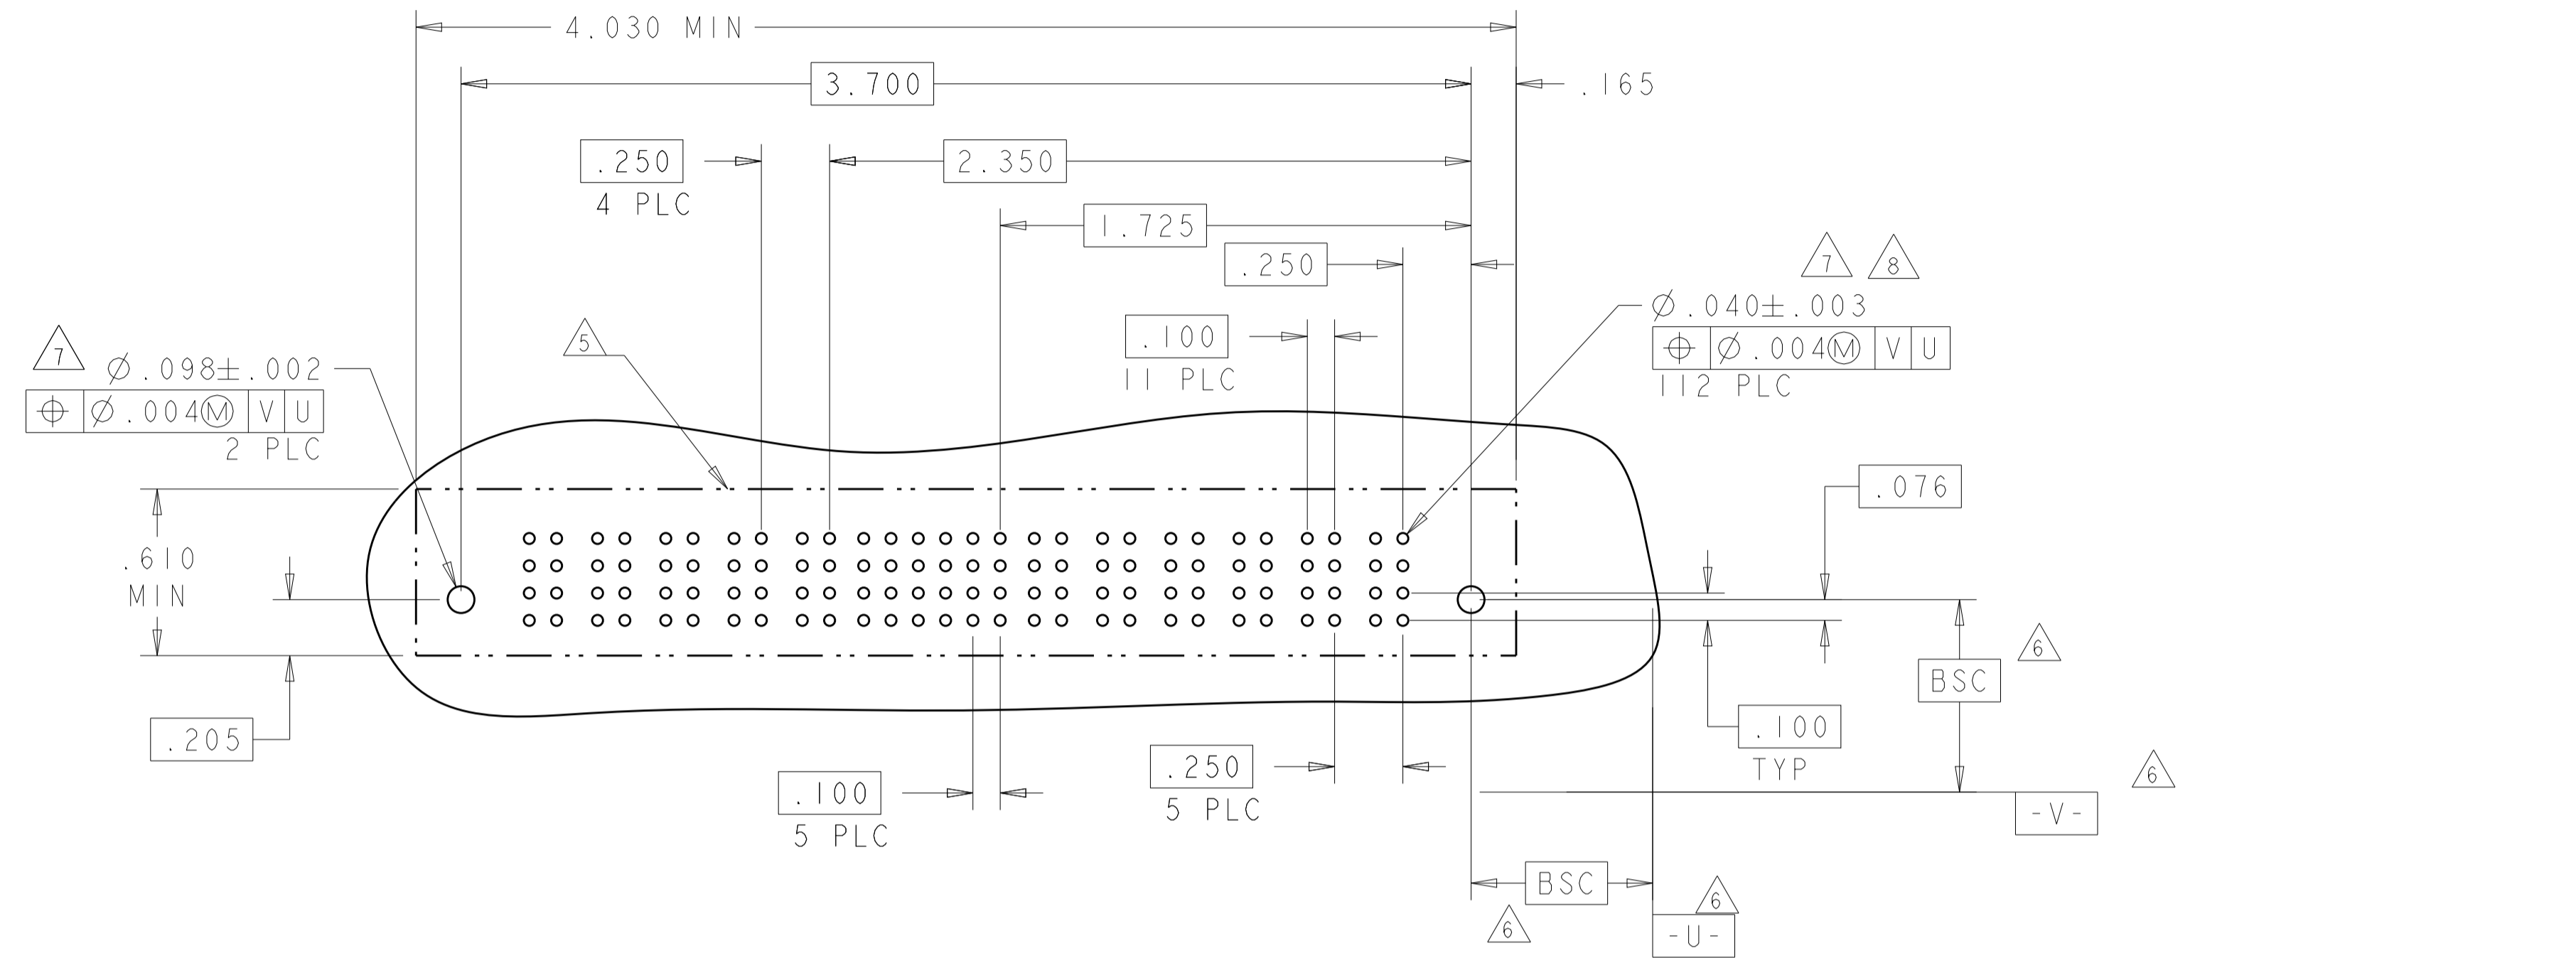 4.030 MIN
3.700
.165
.250
4 PLC
2.350
1.725
.250
7 8
Ø.040±.003
⌖ Ø.004Ⓜ V U
112 PLC
.100
11 PLC
5
7
Ø.098±.002
⌖ Ø.004Ⓜ V U
2 PLC
.076
.610
MIN
6
BSC
.205
.100
TYP
.250
5 PLC
.100
5 PLC
6
-V-
BSC
6
6
-U-